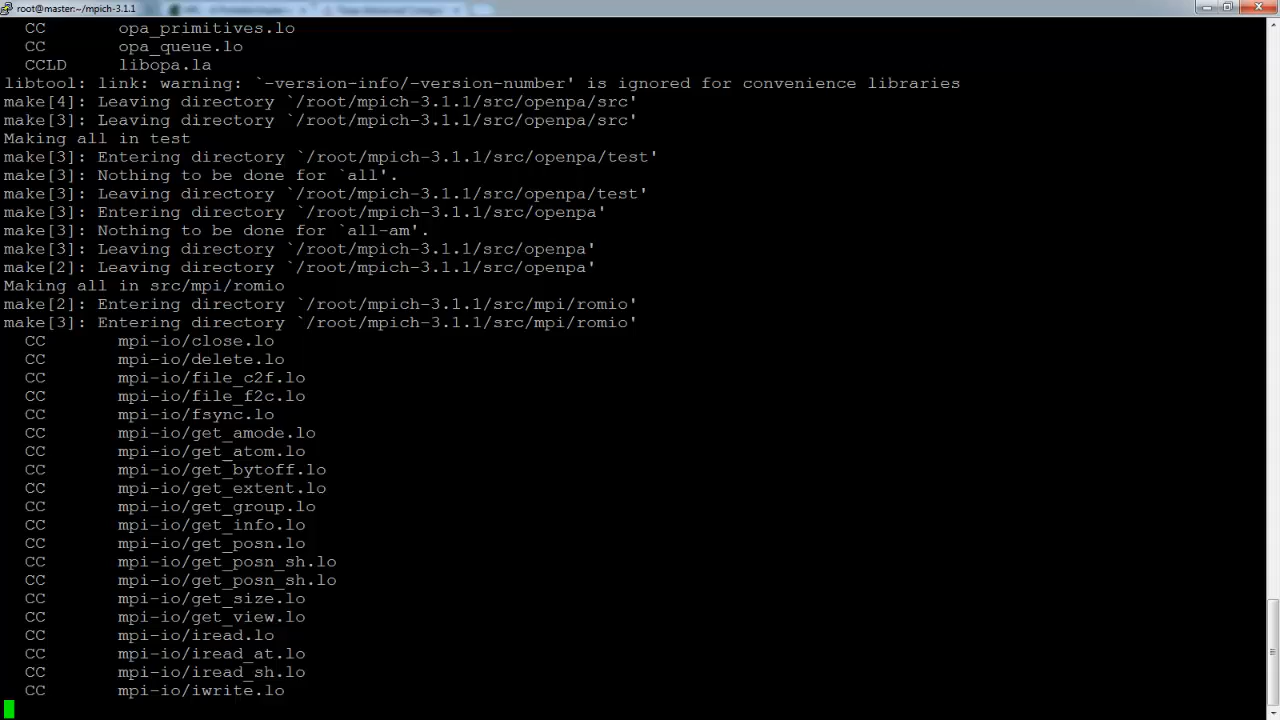 root@master:~/mpich-3.1.1
CC opa_primitives.lo
CC opa_queue.lo
CCLD libopa.la
libtool: link: warning: `-version-info/-version-number' is ignored for convenience libraries
make[4]: Leaving directory `/root/mpich-3.1.1/src/openpa/src'
make[3]: Leaving directory `/root/mpich-3.1.1/src/openpa/src'
Making all in test
make[3]: Entering directory `/root/mpich-3.1.1/src/openpa/test'
make[3]: Nothing to be done for `all'.
make[3]: Leaving directory `/root/mpich-3.1.1/src/openpa/test'
make[3]: Entering directory `/root/mpich-3.1.1/src/openpa'
make[3]: Nothing to be done for `all-am'.
make[3]: Leaving directory `/root/mpich-3.1.1/src/openpa'
make[2]: Leaving directory `/root/mpich-3.1.1/src/openpa'
Making all in src/mpi/romio
make[2]: Entering directory `/root/mpich-3.1.1/src/mpi/romio'
make[3]: Entering directory `/root/mpich-3.1.1/src/mpi/romio'
CC mpi-io/close.lo
CC mpi-io/delete.lo
CC mpi-io/file_c2f.lo
CC mpi-io/file_f2c.lo
CC mpi-io/fsync.lo
CC mpi-io/get_amode.lo
CC mpi-io/get_atom.lo
CC mpi-io/get_bytoff.lo
CC mpi-io/get_extent.lo
CC mpi-io/get_group.lo
CC mpi-io/get_info.lo
CC mpi-io/get_posn.lo
CC mpi-io/get_posn_sh.lo
CC mpi-io/get_posn_sh.lo
CC mpi-io/get_size.lo
CC mpi-io/get_view.lo
CC mpi-io/iread.lo
CC mpi-io/iread_at.lo
CC mpi-io/iread_sh.lo
CC mpi-io/iwrite.lo